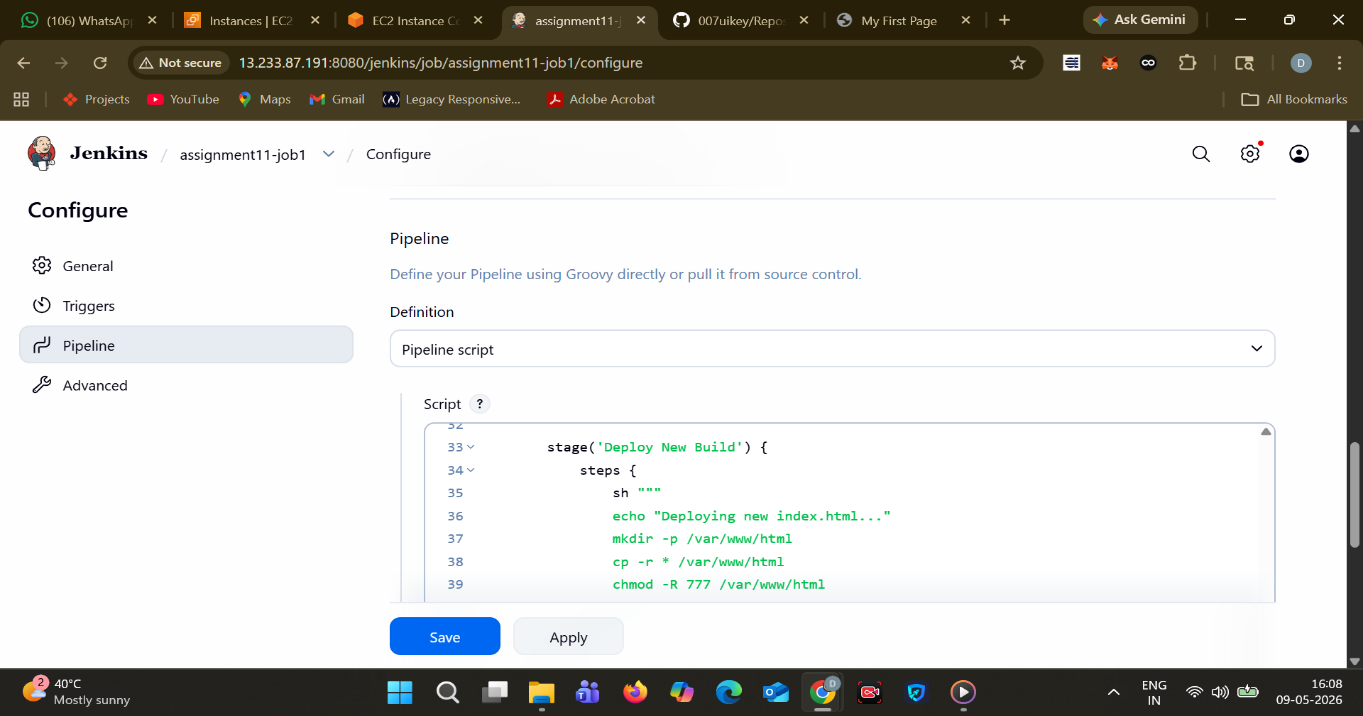 (106) WhatsApp
Instances | EC2
EC2 Instance Co
assignment11-j
007uikey/Repo
My First Page
Ask Gemini
Not secure
13.233.87.191:8080/jenkins/job/assignment11-job1/configure
D
Projects
YouTube
Maps
Gmail
Legacy Responsive...
Adobe Acrobat
All Bookmarks
Jenkins / assignment11-job1 / Configure
Configure
General
Triggers
Pipeline
Advanced
Pipeline
Define your Pipeline using Groovy directly or pull it from source control.
Definition
Pipeline script
Script ?
32
33 stage('Deploy New Build') {
34 steps {
35 sh """
36 echo "Deploying new index.html..."
37 mkdir -p /var/www/html
38 cp -r * /var/www/html
39 chmod -R 777 /var/www/html
Save
Apply
2
40°C
Mostly sunny
D
ENG
IN
16:08
09-05-2026